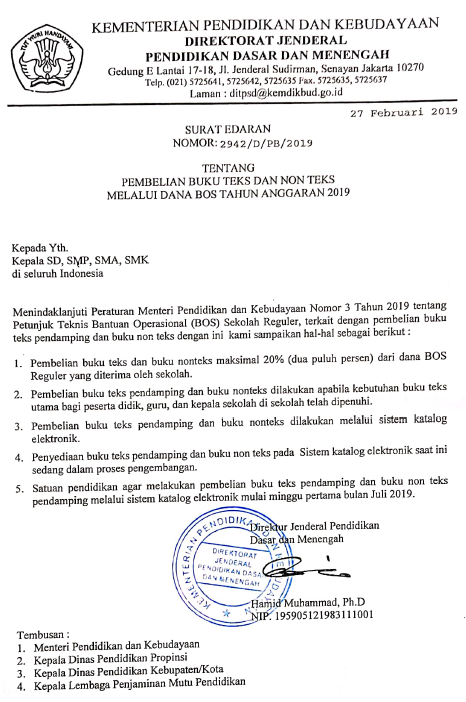 TUT WURI HANDAYANI
KEMENTERIAN PENDIDIKAN DAN KEBUDAYAAN
DIREKTORAT JENDERAL
PENDIDIKAN DASAR DAN MENENGAH
Gedung E Lantai 17-18, Jl. Jenderal Sudirman, Senayan Jakarta 10270
Telp. (021) 5725641, 5725642, 5725635 Fax. 5725635, 5725637
Laman : ditpsd@kemdikbud.go.id
27 Februari 2019
SURAT EDARAN
NOMOR: 2942/D/PB/2019
TENTANG
PEMBELIAN BUKU TEKS DAN NON TEKS
MELALUI DANA BOS TAHUN ANGGARAN 2019
Kepada Yth.
Kepala SD, SMP, SMA, SMK
di seluruh Indonesia
Menindaklanjuti Peraturan Menteri Pendidikan dan Kebudayaan Nomor 3 Tahun 2019 tentang
Petunjuk Teknis Bantuan Operasional (BOS) Sekolah Reguler, terkait dengan pembelian buku
teks pendamping dan buku non teks dengan ini kami sampaikan hal-hal sebagai berikut :
1. Pembelian buku teks dan buku nonteks maksimal 20% (dua puluh persen) dari dana BOS
Reguler yang diterima oleh sekolah.
2. Pembelian buku teks pendamping dan buku nonteks dilakukan apabila kebutuhan buku teks
utama bagi peserta didik, guru, dan kepala sekolah di sekolah telah dipenuhi.
3. Pembelian buku teks pendamping dan buku nonteks dilakukan melalui sistem katalog
elektronik.
4. Penyediaan buku teks pendamping dan buku non teks pada Sistem katalog elektronik saat ini
sedang dalam proses pengembangan.
5. Satuan pendidikan agar melakukan pembelian buku teks pendamping dan buku non teks
pendamping melalui sistem katalog elektronik mulai minggu pertama bulan Juli 2019.
Direktur Jenderal Pendidikan
Dasar dan Menengah
KEMENTERIAN PENDIDIKAN DAN KEBUDAYAAN
DIREKTORAT
JENDERAL
PENDIDIKAN DASAR
DAN MENENGAH
Hamid Muhammad, Ph.D
NIP. 195905121983111001
Tembusan :
1. Menteri Pendidikan dan Kebudayaan
2. Kepala Dinas Pendidikan Propinsi
3. Kepala Dinas Pendidikan Kebupaten/Kota
4. Kepala Lembaga Penjaminan Mutu Pendidikan